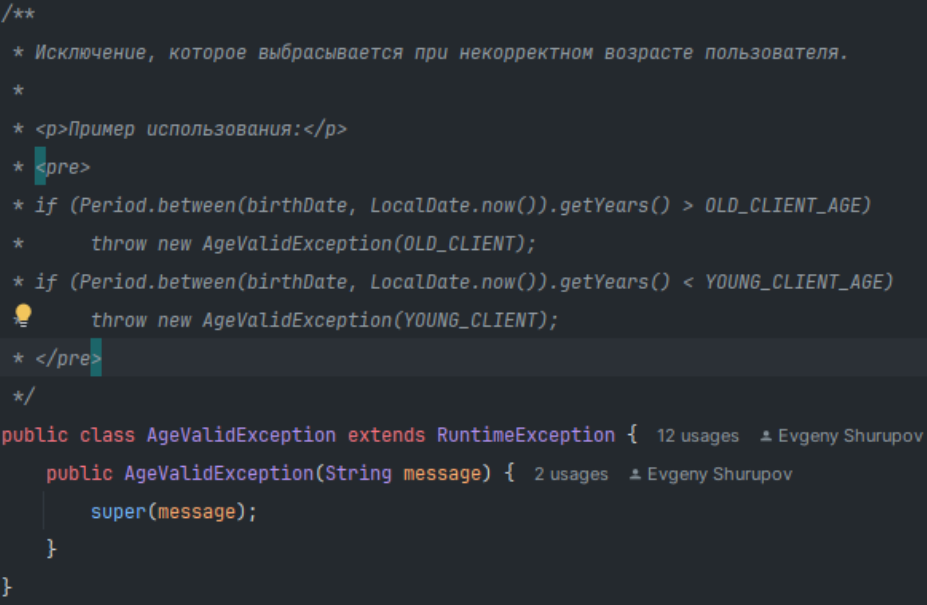 /**
 * Исключение, которое выбрасывается при некорректном возрасте пользователя.
 *
 * <p>Пример использования:</p>
 * <pre>
 * if (Period.between(birthDate, LocalDate.now()).getYears() > OLD_CLIENT_AGE)
 *      throw new AgeValidException(OLD_CLIENT);
 * if (Period.between(birthDate, LocalDate.now()).getYears() < YOUNG_CLIENT_AGE)
 *      throw new AgeValidException(YOUNG_CLIENT);
 * </pre>
 */
public class AgeValidException extends RuntimeException { 12 usages Evgeny Shurupov
    public AgeValidException(String message) { 2 usages Evgeny Shurupov
        super(message);
    }
}